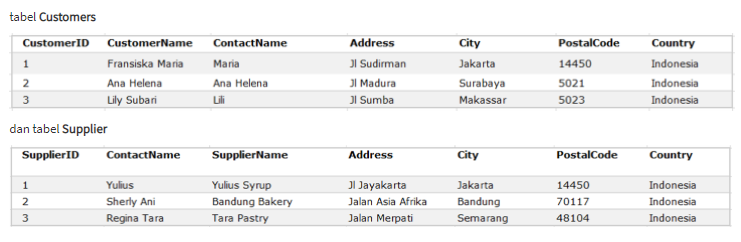 tabel Customers
CustomerID CustomerName ContactName Address City PostalCode Country
1 Fransiska Maria Maria Jl Sudirman Jakarta 14450 Indonesia
2 Ana Helena Ana Helena Jl Madura Surabaya 5021 Indonesia
3 Lily Subari Lili Jl Sumba Makassar 5023 Indonesia
dan tabel Supplier
SupplierID ContactName SupplierName Address City PostalCode Country
1 Yulius Yulius Syrup Jl Jayakarta Jakarta 14450 Indonesia
2 Sherly Ani Bandung Bakery Jalan Asia Afrika Bandung 70117 Indonesia
3 Regina Tara Tara Pastry Jalan Merpati Semarang 48104 Indonesia